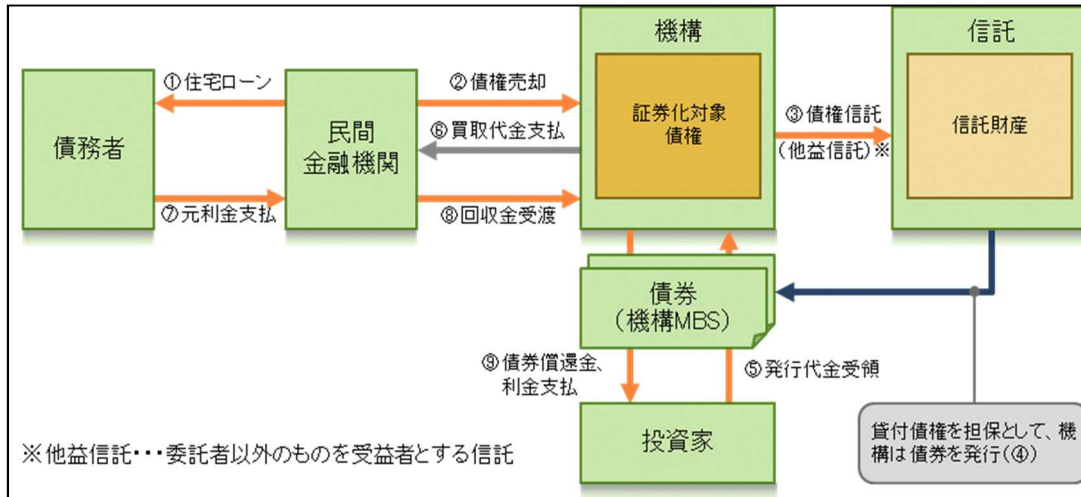 機構
信託
①住宅ローン
②債権売却
債務者
民間
金融機関
証券化対象
債権
信託財産
⑥買取代金支払
③債権信託
(他益信託)※
⑦元利金支払
⑧回収金受渡
債券
(機構MBS)
⑨債券償還金、
利金支払
⑤発行代金受領
投資家
貸付債権を担保として、機
構は債券を発行(④)
※他益信託・・・委託者以外のものを受益者とする信託